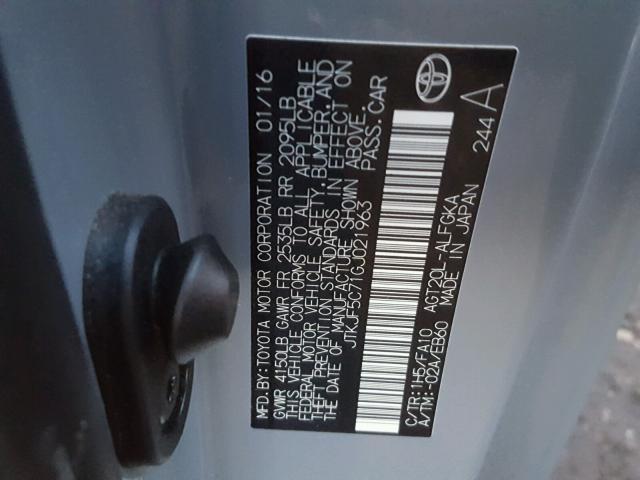 MFD.BY:TOYOTA MOTOR CORPORATION 01/16
GVWR 4150LB GAWR FR 2535LB RR 2095LB
THIS VEHICLE CONFORMS TO ALL APPLICABLE
FEDERAL MOTOR VEHICLE SAFETY, BUMPER, AND
THEFT PREVENTION STANDARDS IN EFFECT ON
THE DATE OF MANUFACTURE SHOWN ABOVE.
JTKJF5C71GJ021963 PASS.CAR
C/TR:1H5/FA10 AGT20L-ALFGKA
A/TM:-02A/EB60 MADE IN JAPAN
244 A